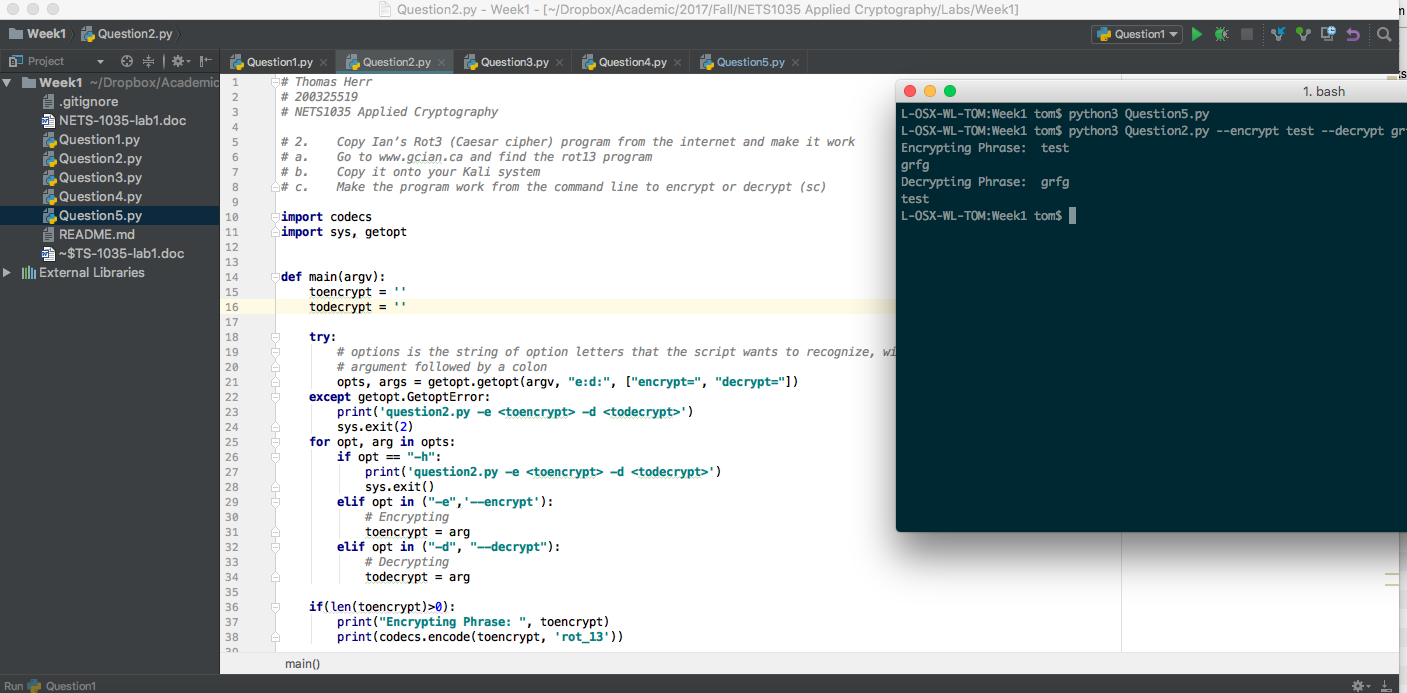 Question2.py - Week1 - [~/Dropbox/Academic/2017/Fall/NETS1035 Applied Cryptography/Labs/Week1]
Week1 Question2.py Question1
Project Question1.py Question2.py Question3.py Question4.py Question5.py
Week1 ~/Dropbox/Academic
.gitignore
NETS-1035-lab1.doc
Question1.py
Question2.py
Question3.py
Question4.py
Question5.py
README.md
~$TS-1035-lab1.doc
External Libraries
1 # Thomas Herr
2 # 200325519
3 # NETS1035 Applied Cryptography
4
5 # 2. Copy Ian’s Rot3 (Caesar cipher) program from the internet and make it work
6 # a. Go to www.gcian.ca and find the rot13 program
7 # b. Copy it onto your Kali system
8 # c. Make the program work from the command line to encrypt or decrypt (sc)
9
10 import codecs
11 import sys, getopt
12
13
14 def main(argv):
15 toencrypt = ''
16 todecrypt = ''
17
18 try:
19 # options is the string of option letters that the script wants to recognize, wi
20 # argument followed by a colon
21 opts, args = getopt.getopt(argv, "e:d:", ["encrypt=", "decrypt="])
22 except getopt.GetoptError:
23 print('question2.py -e <toencrypt> -d <todecrypt>')
24 sys.exit(2)
25 for opt, arg in opts:
26 if opt == "-h":
27 print('question2.py -e <toencrypt> -d <todecrypt>')
28 sys.exit()
29 elif opt in ("-e",'--encrypt'):
30 # Encrypting
31 toencrypt = arg
32 elif opt in ("-d", "--decrypt"):
33 # Decrypting
34 todecrypt = arg
35
36 if(len(toencrypt)>0):
37 print("Encrypting Phrase: ", toencrypt)
38 print(codecs.encode(toencrypt, 'rot_13'))
39
main()
1. bash
L-OSX-WL-TOM:Week1 tom$ python3 Question5.py
L-OSX-WL-TOM:Week1 tom$ python3 Question2.py --encrypt test --decrypt gr
Encrypting Phrase: test
grfg
Decrypting Phrase: grfg
test
L-OSX-WL-TOM:Week1 tom$
Run Question1